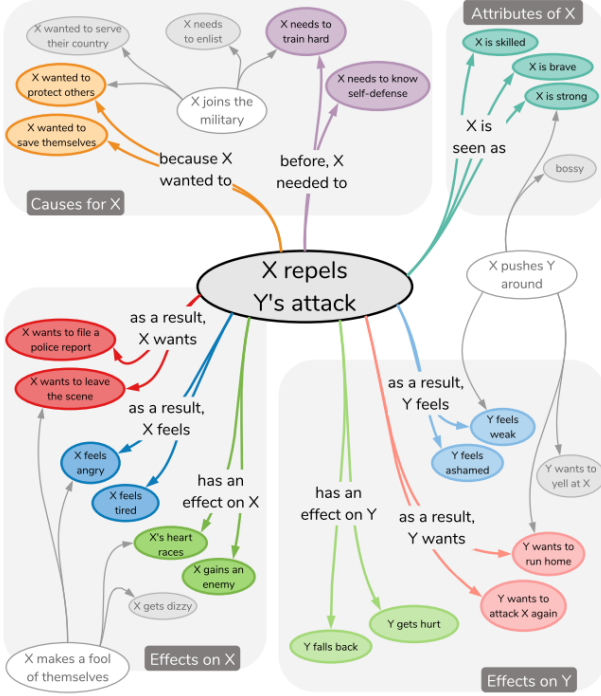 X wanted to serve
their country
X needs
to enlist
X needs to
train hard
Attributes of X
X is skilled
X is brave
X is strong
X wanted to
protect others
X joins the
military
X needs to know
self-defense
X wanted to
save themselves
because X
wanted to
before, X
needed to
X is
seen as
bossy
Causes for X
X repels
Y's attack
X pushes Y
around
X wants to file a
police report
as a result,
X wants
X wants to leave
the scene
as a result,
X feels
as a result,
Y feels
X feels
angry
X feels
tired
Y feels
weak
Y feels
ashamed
Y wants to
yell at X
has an
effect on X
has an
effect on Y
as a result,
Y wants
X's heart
races
X gains an
enemy
X gets dizzy
Y wants to
run home
Y wants to
attack X again
Y gets hurt
Y falls back
X makes a fool
of themselves
Effects on X
Effects on Y